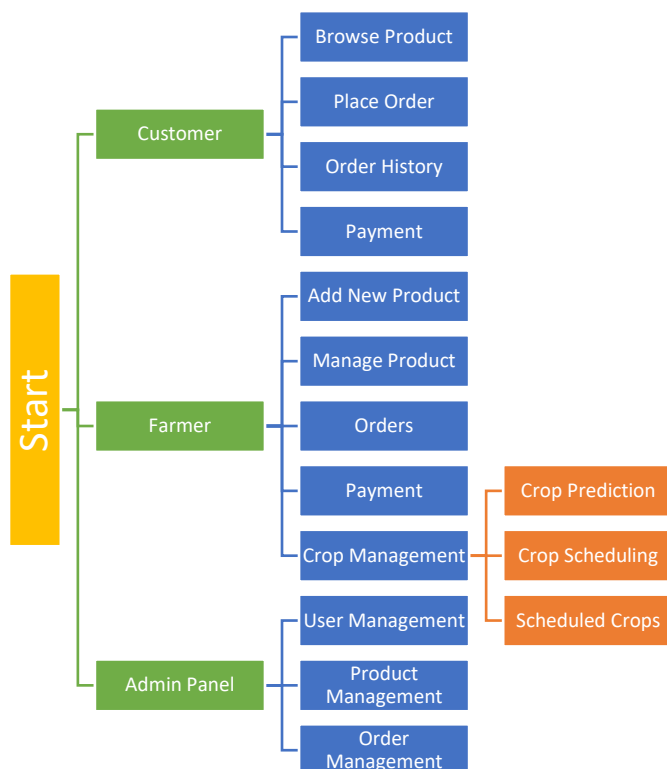 Start
Customer
Browse Product
Place Order
Order History
Payment
Farmer
Add New Product
Manage Product
Orders
Payment
Crop Management
Crop Prediction
Crop Scheduling
Scheduled Crops
Admin Panel
User Management
Product
Management
Order
Management